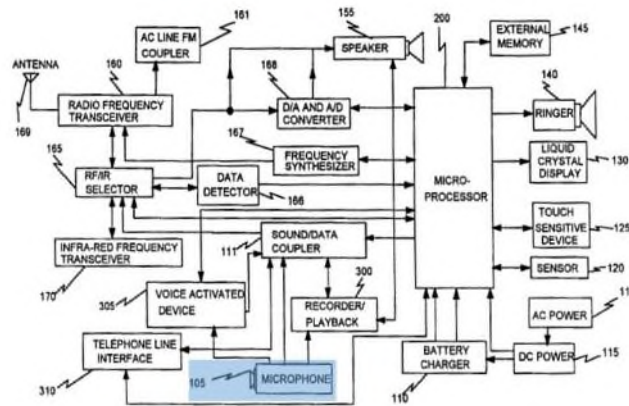 155
SPEAKER
200
EXTERNAL
MEMORY
145
161
AC LINE FM
COUPLER
ANTENNA
169
160
RADIO FREQUENCY
TRANSCEIVER
168
D/A AND A/D
CONVERTER
140
RINGER
167
FREQUENCY
SYNTHESIZER
LIQUID
CRYSTAL
DISPLAY
130
165
RF/IR
SELECTOR
DATA
DETECTOR
166
MICRO-
PROCESSOR
TOUCH
SENSITIVE
DEVICE
125
INFRA-RED FREQUENCY
TRANSCEIVER
170
111
SOUND/DATA
COUPLER
SENSOR
120
305
VOICE ACTIVATED
DEVICE
300
RECORDER/
PLAYBACK
AC POWER
TELEPHONE LINE
INTERFACE
310
105
MICROPHONE
BATTERY
CHARGER
110
DC POWER
115